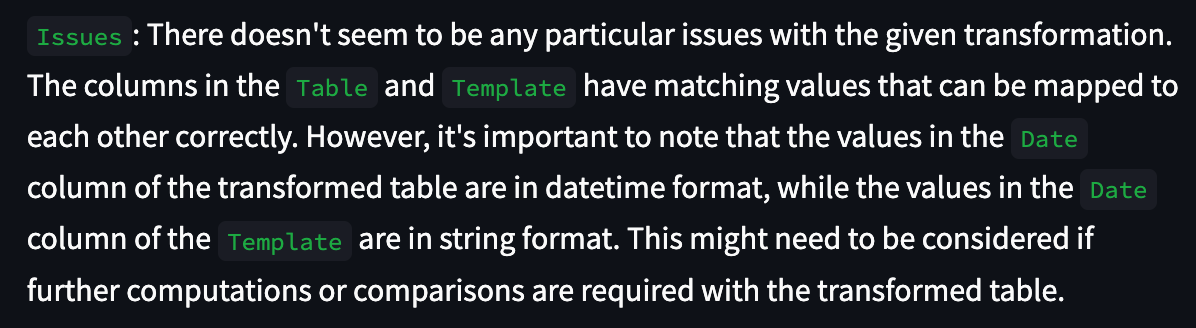 Issues: There doesn't seem to be any particular issues with the given transformation.
The columns in the Table and Template have matching values that can be mapped to
each other correctly. However, it's important to note that the values in the Date
column of the transformed table are in datetime format, while the values in the Date
column of the Template are in string format. This might need to be considered if
further computations or comparisons are required with the transformed table.